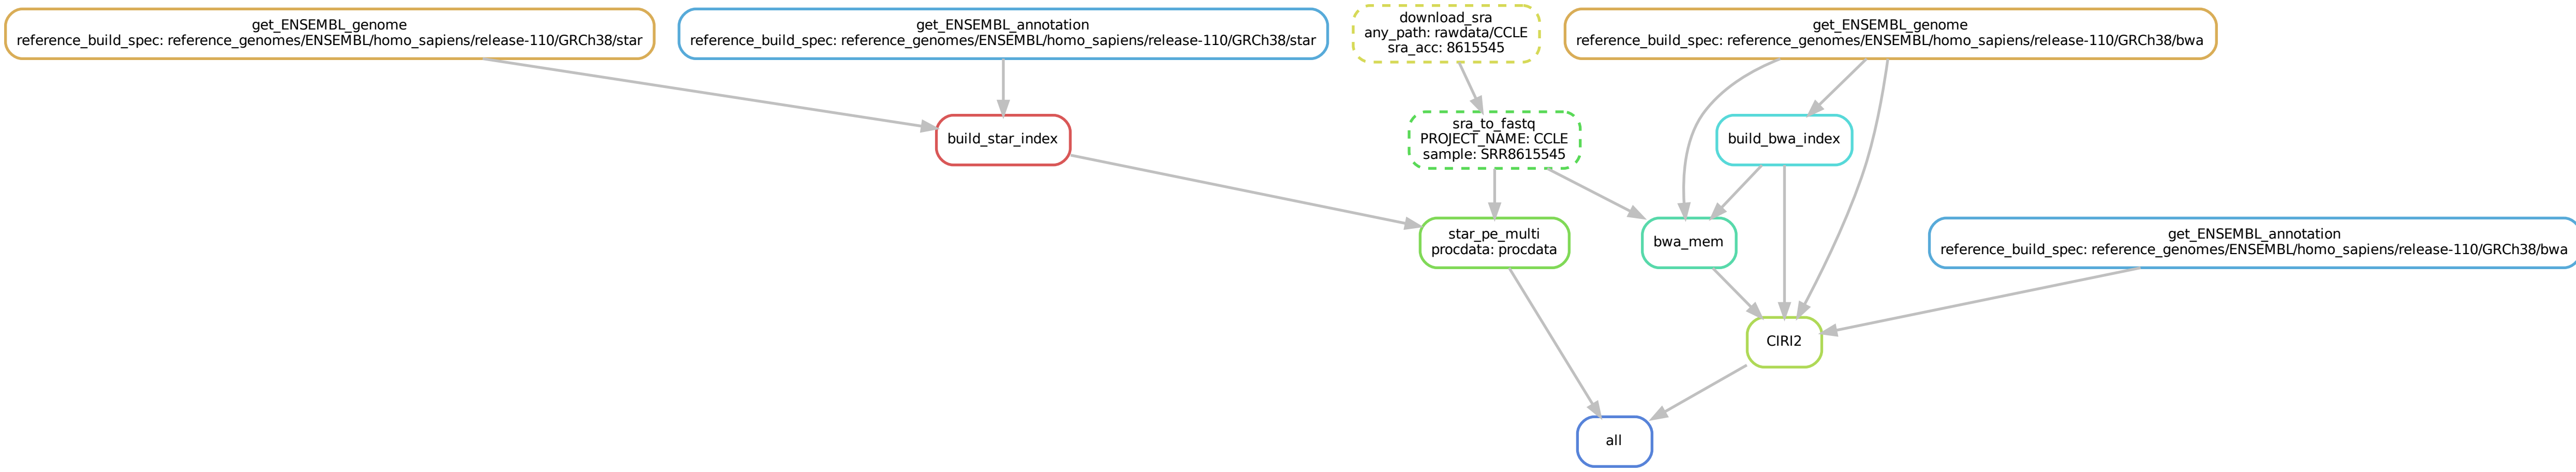 get_ENSEMBL_genome
reference_build_spec: reference_genomes/ENSEMBL/homo_sapiens/release-110/GRCh38/star
get_ENSEMBL_annotation
reference_build_spec: reference_genomes/ENSEMBL/homo_sapiens/release-110/GRCh38/star
download_sra
any_path: rawdata/CCLE
sra_acc: 8615545
get_ENSEMBL_genome
reference_build_spec: reference_genomes/ENSEMBL/homo_sapiens/release-110/GRCh38/bwa
build_star_index
sra_to_fastq
PROJECT_NAME: CCLE
sample: SRR8615545
build_bwa_index
star_pe_multi
procdata: procdata
bwa_mem
get_ENSEMBL_annotation
reference_build_spec: reference_genomes/ENSEMBL/homo_sapiens/release-110/GRCh38/bwa
CIRI2
all